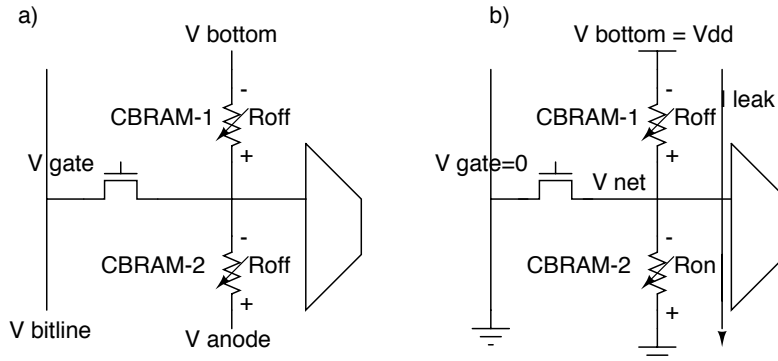 a)
V bottom
-
CBRAM-1 Roff
+
V gate
-
CBRAM-2 Roff
+
V bitline
V anode
b)
V bottom = Vdd
-
I leak
CBRAM-1 Roff
+
V gate=0
V net
-
CBRAM-2 Ron
+